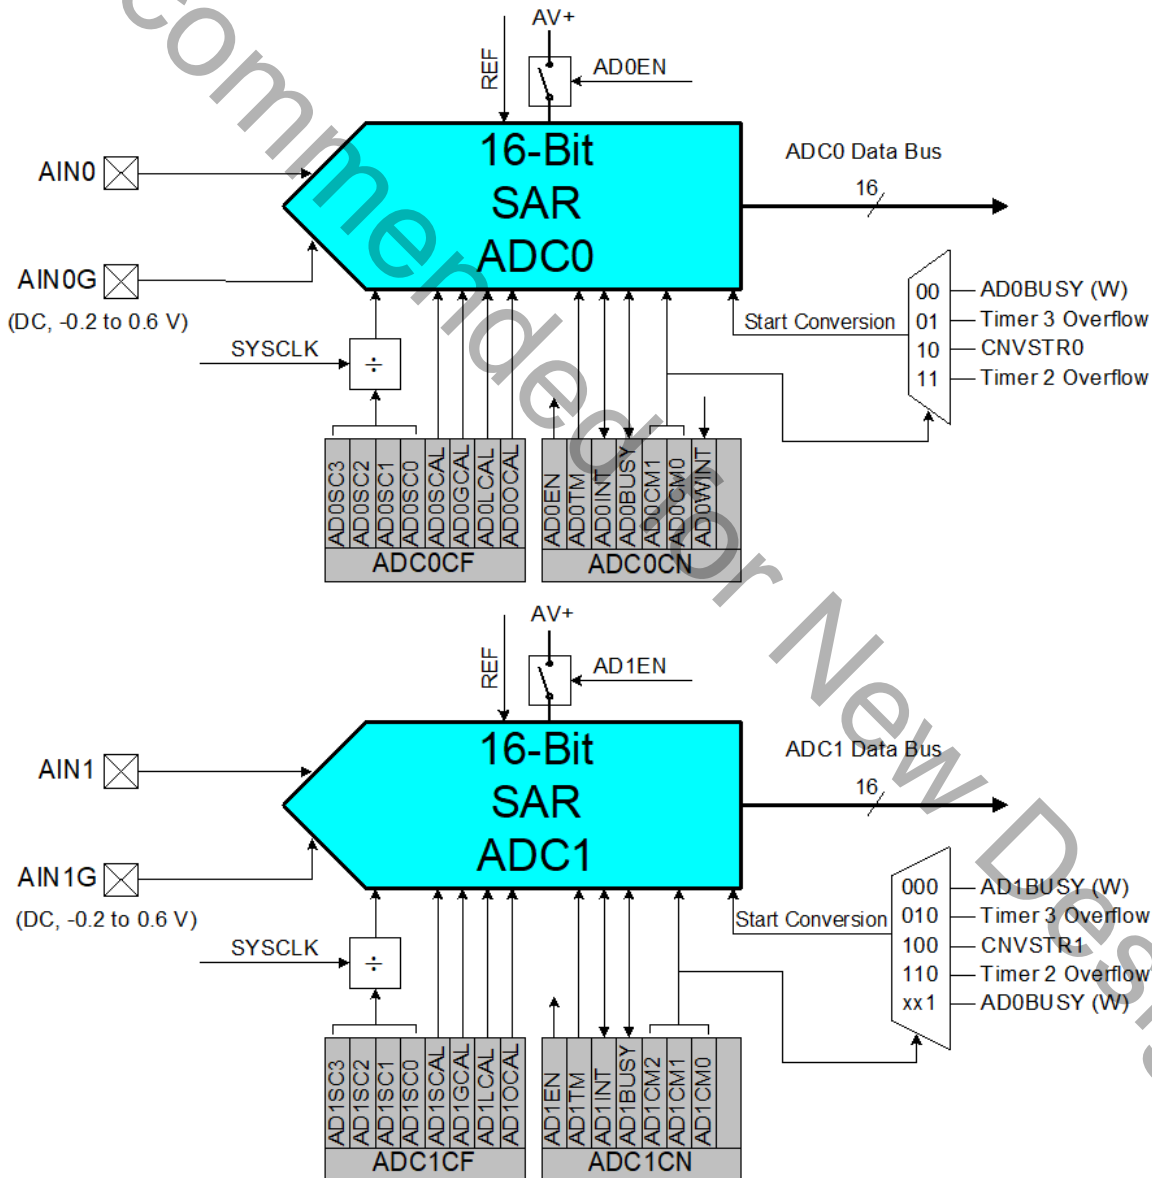 AV+
REF
AD0EN
16-Bit
SAR
ADC0
AIN0
AIN0G
(DC, -0.2 to 0.6 V)
ADC0 Data Bus
16
SYSCLK
÷
Start Conversion
00 AD0BUSY (W)
01 Timer 3 Overflow
10 CNVSTR0
11 Timer 2 Overflow
AD0SC3
AD0SC2
AD0SC1
AD0SC0
AD0SCAL
AD0GCAL
AD0LCAL
AD0OCAL
ADC0CF
AD0EN
AD0TM
AD0INT
AD0BUSY
AD0CM1
AD0CM0
AD0WINT
ADC0CN
AV+
REF
AD1EN
16-Bit
SAR
ADC1
AIN1
AIN1G
(DC, -0.2 to 0.6 V)
ADC1 Data Bus
16
SYSCLK
÷
Start Conversion
000 AD1BUSY (W)
010 Timer 3 Overflow
100 CNVSTR1
110 Timer 2 Overflow
xx1 AD0BUSY (W)
AD1SC3
AD1SC2
AD1SC1
AD1SC0
AD1SCAL
AD1GCAL
AD1LCAL
AD1OCAL
ADC1CF
AD1EN
AD1TM
AD1INT
AD1BUSY
AD1CM2
AD1CM1
AD1CM0
ADC1CN
commended for New Desig